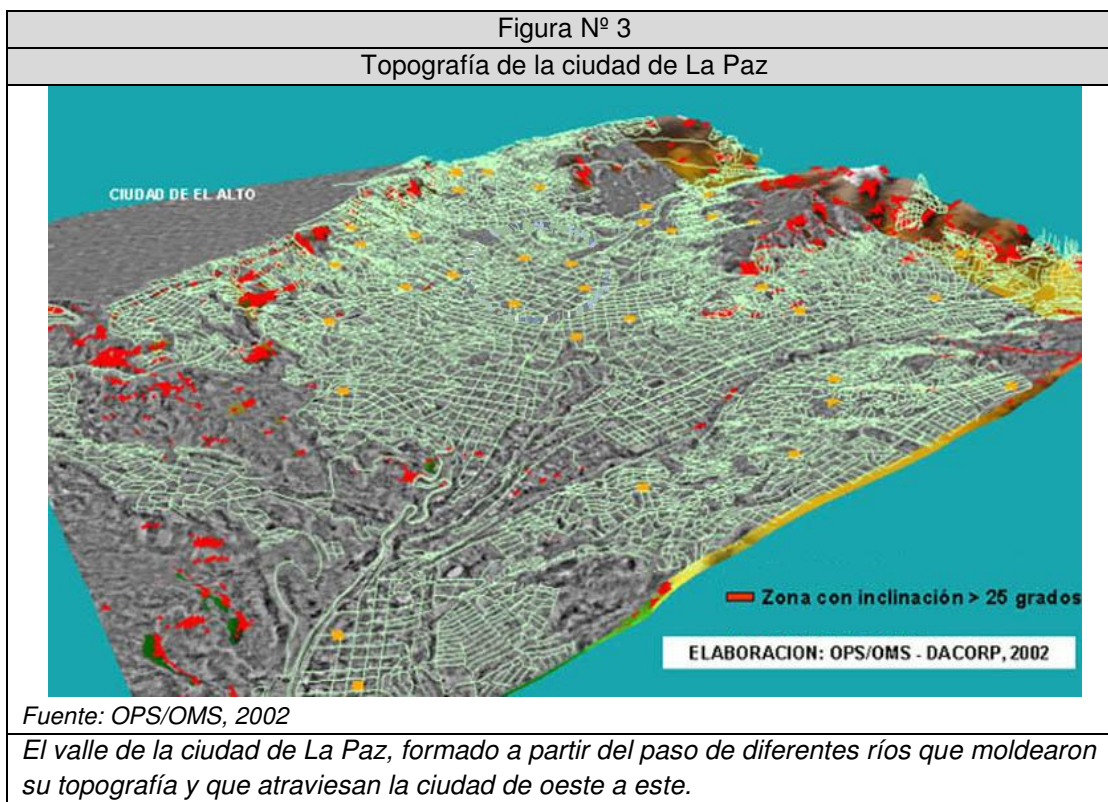 Figura Nº 3
Topografía de la ciudad de La Paz
CIUDAD DE EL ALTO
Zona con inclinación > 25 grados
ELABORACION: OPS/OMS - DACORP, 2002
Fuente: OPS/OMS, 2002
El valle de la ciudad de La Paz, formado a partir del paso de diferentes ríos que moldearon
su topografía y que atraviesan la ciudad de oeste a este.